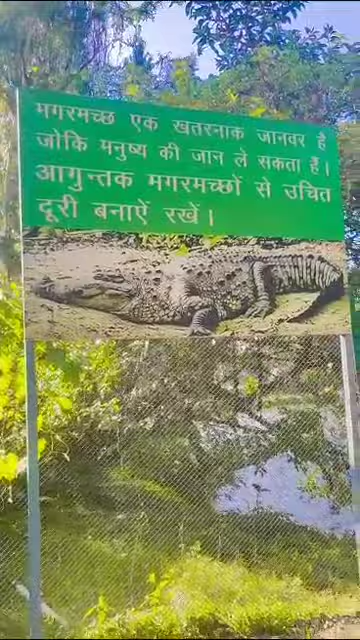 मगरमच्छ एक खतरनाक जानवर है
जोकि मनुष्य की जान ले सकता है।
आगुन्तक मगरमच्छों से उचित
दूरी बनाऐं रखें।